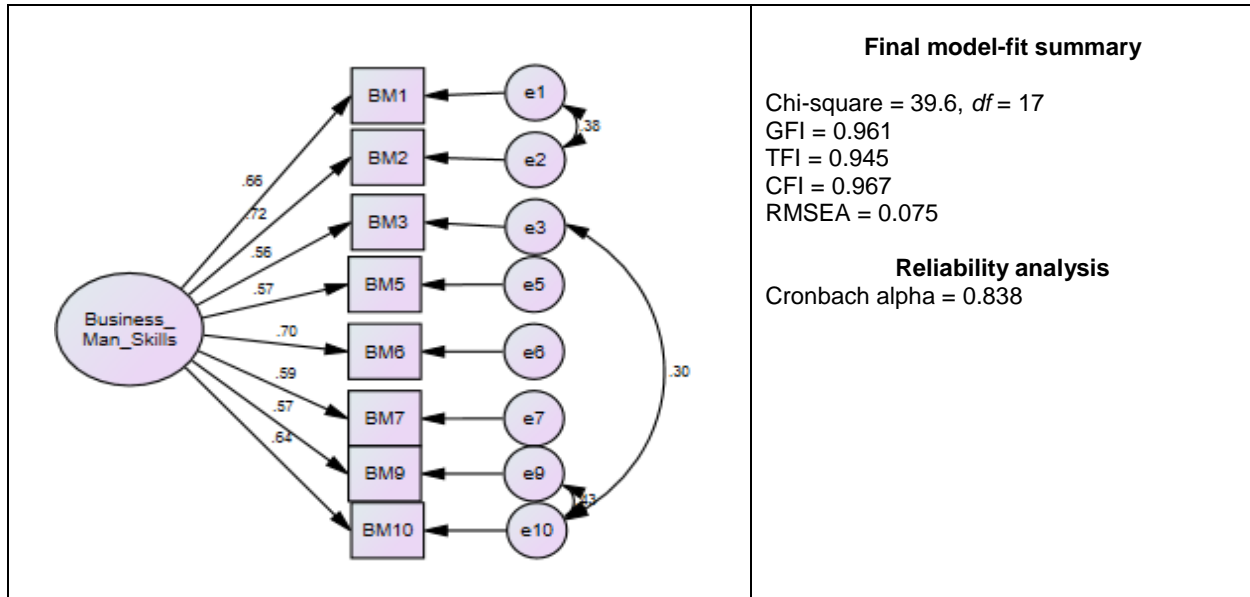 BM1
e1
.38
BM2
e2
.66
.72
BM3
e3
.56
BM5
e5
.57
Business_
Man_Skills
.70
BM6
e6
.59
.30
BM7
e7
.57
.64
BM9
e9
BM10
e10
Final model-fit summary
Chi-square = 39.6, df = 17
GFI = 0.961
TFI = 0.945
CFI = 0.967
RMSEA = 0.075
Reliability analysis
Cronbach alpha = 0.838